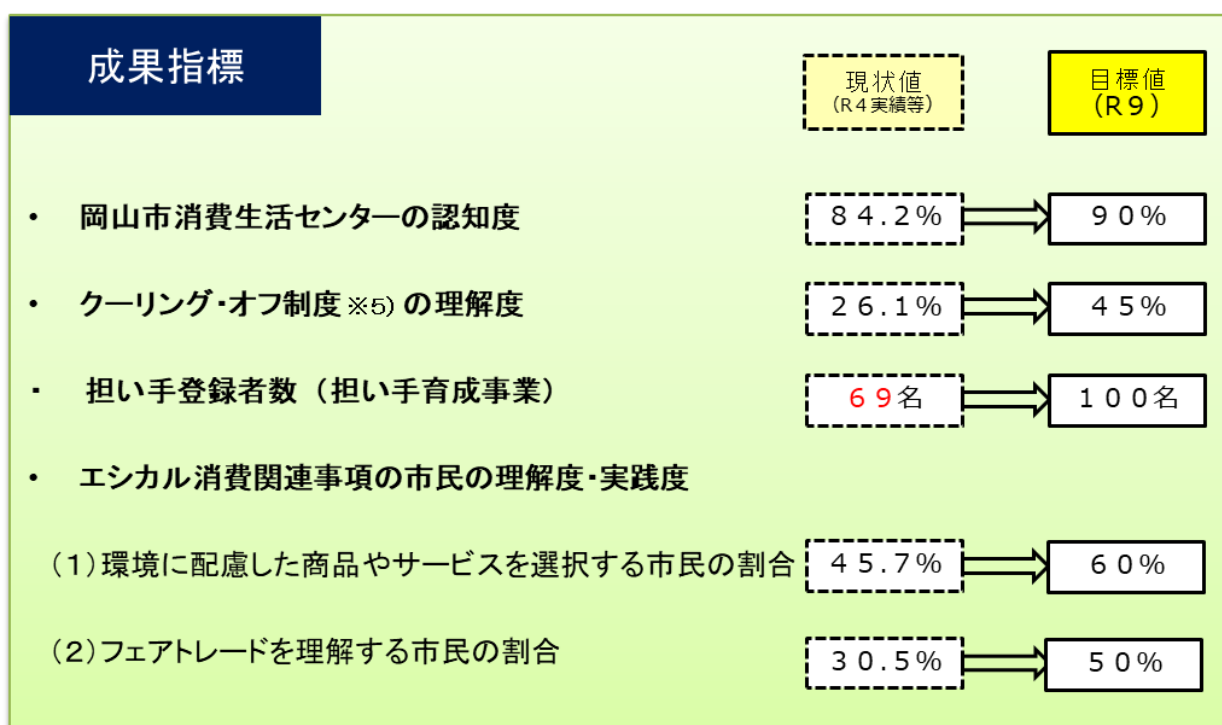 成果指標
現状値
(R4実績等)
目標値
(R9)
・ 岡山市消費生活センターの認知度 84.2% 90%
・ クーリング・オフ制度※5)の理解度 26.1% 45%
・ 担い手登録者数（担い手育成事業） 69名 100名
・ エシカル消費関連事項の市民の理解度・実践度
（1）環境に配慮した商品やサービスを選択する市民の割合 45.7% 60%
（2）フェアトレードを理解する市民の割合 30.5% 50%